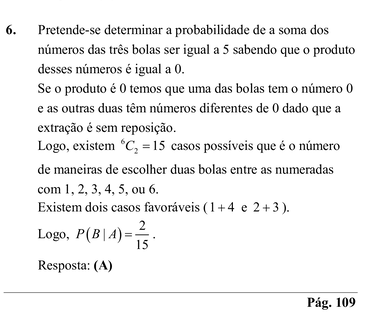 6. Pretende-se determinar a probabilidade de a soma dos
números das três bolas ser igual a 5 sabendo que o produto
desses números é igual a 0.
Se o produto é 0 temos que uma das bolas tem o número 0
e as outras duas têm números diferentes de 0 dado que a
extração é sem reposição.
Logo, existem ⁶C₂ = 15 casos possíveis que é o número
de maneiras de escolher duas bolas entre as numeradas
com 1, 2, 3, 4, 5, ou 6.
Existem dois casos favoráveis (1+4 e 2+3).
Logo, P(B|A) = 2/15.
Resposta: (A)
Pág. 109